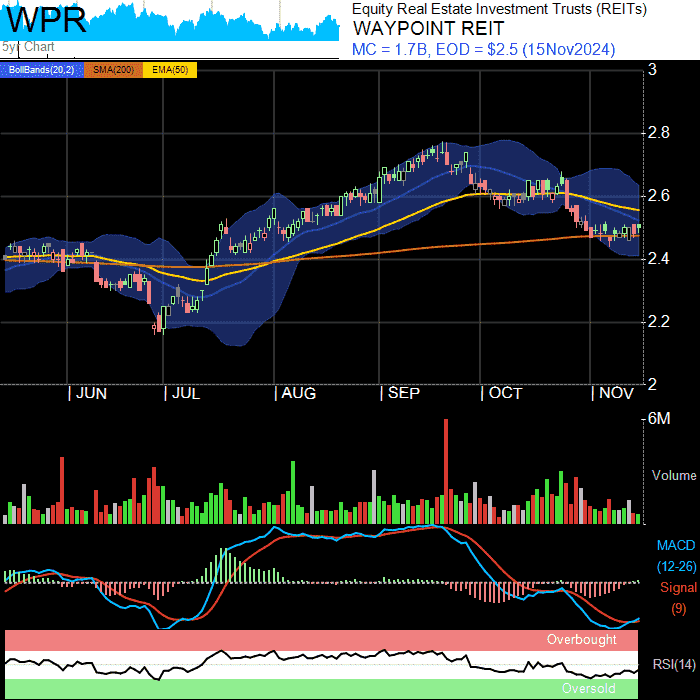 WPR
5yr Chart
Equity Real Estate Investment Trusts (REITs)
WAYPOINT REIT
MC = 1.7B, EOD = $2.5 (15Nov2024)
BollBands(20,2) SMA(200) EMA(50)
3
2.8
2.6
2.4
2.2
2
| JUN | JUL | AUG | SEP | OCT | NOV
6M
Volume
MACD
(12-26)
Signal
(9)
Overbought
RSI(14)
Oversold